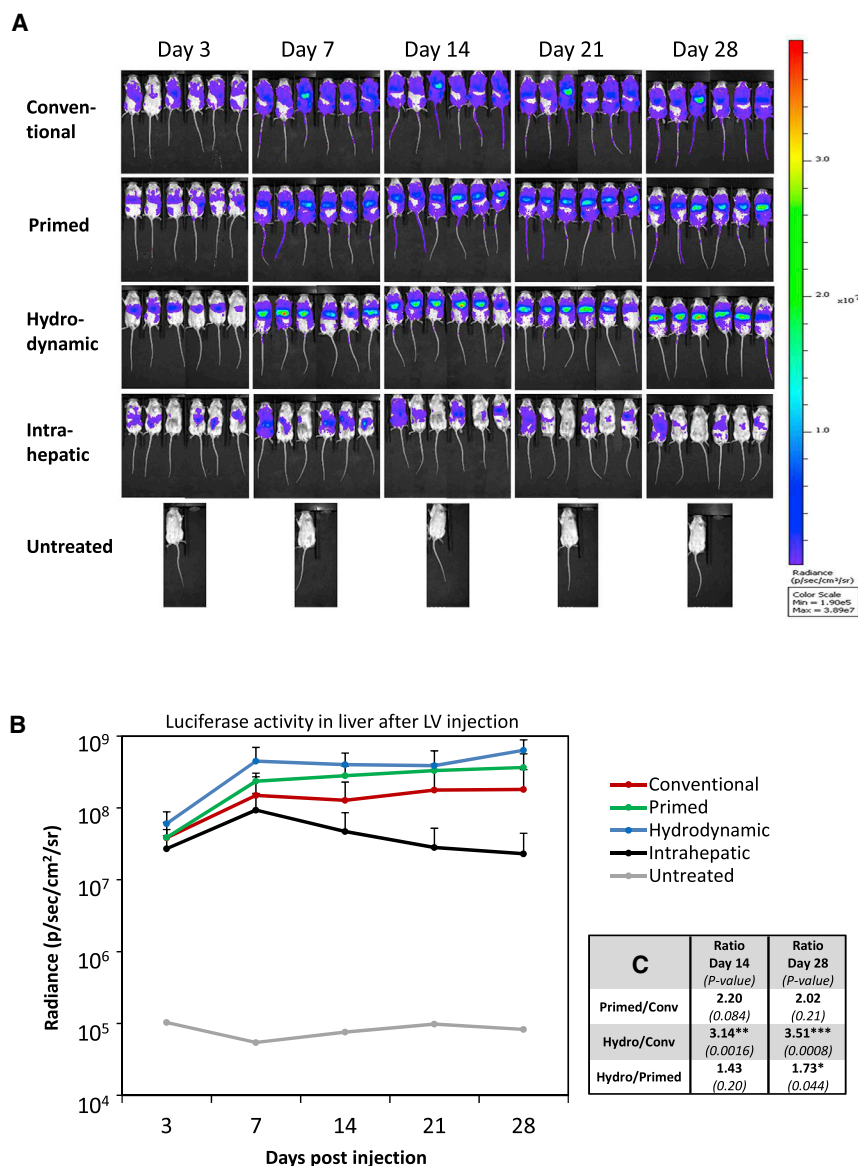 A
Day 3 Day 7 Day 14 Day 21 Day 28
Conven-
tional
Primed
Hydro-
dynamic
Intra-
hepatic
Untreated
3.0
2.0
x10⁷
1.0
Radiance
(p/sec/cm²/sr)
Color Scale
Min = 1.90e5
Max = 3.89e7
B
Luciferase activity in liver after LV injection
Radiance (p/sec/cm²/sr)
10⁹
10⁸
10⁷
10⁶
10⁵
10⁴
3 7 14 21 28
Days post injection
Conventional
Primed
Hydrodynamic
Intrahepatic
Untreated
C
Ratio Ratio
Day 14 Day 28
(P-value) (P-value)
Primed/Conv 2.20 2.02
(0.084) (0.21)
Hydro/Conv 3.14** 3.51***
(0.0016) (0.0008)
Hydro/Primed 1.43 1.73*
(0.20) (0.044)